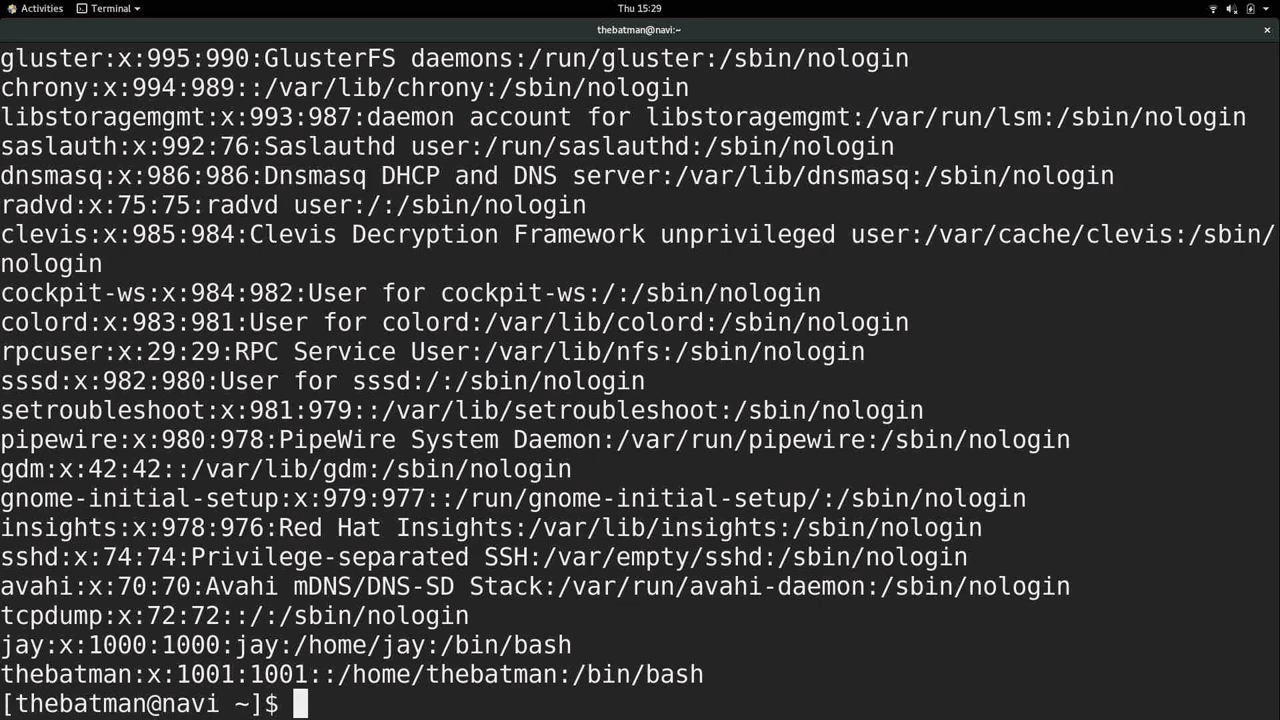 Activities Terminal Thu 15:29
thebatman@navi:~
gluster:x:995:990:GlusterFS daemons:/run/gluster:/sbin/nologin
chrony:x:994:989::/var/lib/chrony:/sbin/nologin
libstoragemgmt:x:993:987:daemon account for libstoragemgmt:/var/run/lsm:/sbin/nologin
saslauth:x:992:76:Saslauthd user:/run/saslauthd:/sbin/nologin
dnsmasq:x:986:986:Dnsmasq DHCP and DNS server:/var/lib/dnsmasq:/sbin/nologin
radvd:x:75:75:radvd user:/:/sbin/nologin
clevis:x:985:984:Clevis Decryption Framework unprivileged user:/var/cache/clevis:/sbin/
nologin
cockpit-ws:x:984:982:User for cockpit-ws:/:/sbin/nologin
colord:x:983:981:User for colord:/var/lib/colord:/sbin/nologin
rpcuser:x:29:29:RPC Service User:/var/lib/nfs:/sbin/nologin
sssd:x:982:980:User for sssd:/:/sbin/nologin
setroubleshoot:x:981:979::/var/lib/setroubleshoot:/sbin/nologin
pipewire:x:980:978:PipeWire System Daemon:/var/run/pipewire:/sbin/nologin
gdm:x:42:42::/var/lib/gdm:/sbin/nologin
gnome-initial-setup:x:979:977::/run/gnome-initial-setup/:/sbin/nologin
insights:x:978:976:Red Hat Insights:/var/lib/insights:/sbin/nologin
sshd:x:74:74:Privilege-separated SSH:/var/empty/sshd:/sbin/nologin
avahi:x:70:70:Avahi mDNS/DNS-SD Stack:/var/run/avahi-daemon:/sbin/nologin
tcpdump:x:72:72::/:/sbin/nologin
jay:x:1000:1000:jay:/home/jay:/bin/bash
thebatman:x:1001:1001::/home/thebatman:/bin/bash
[thebatman@navi ~]$